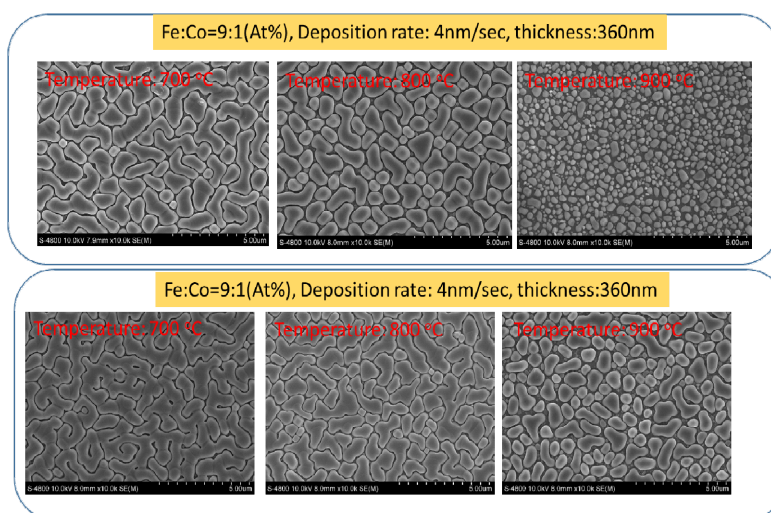 Fe:Co=9:1(At%), Deposition rate: 4nm/sec, thickness:360nm
Temperature: 700 °C
Temperature: 800 °C
Temperature: 900 °C
S-4800 10.0kV 7.9mm x10.0k SE(M) 5.00um
S-4800 10.0kV 8.0mm x10.0k SE(M) 5.00um
S-4800 10.0kV 8.0mm x10.0k SE(M) 5.00um
Fe:Co=9:1(At%), Deposition rate: 4nm/sec, thickness:360nm
Temperature: 700 °C
Temperature: 800 °C
Temperature: 900 °C
S-4800 10.0kV 8.0mm x10.0k SE(M) 5.00um
S-4800 10.0kV 8.0mm x10.0k SE(M) 5.00um
S-4800 10.0kV 8.0mm x10.0k SE(M) 5.00um